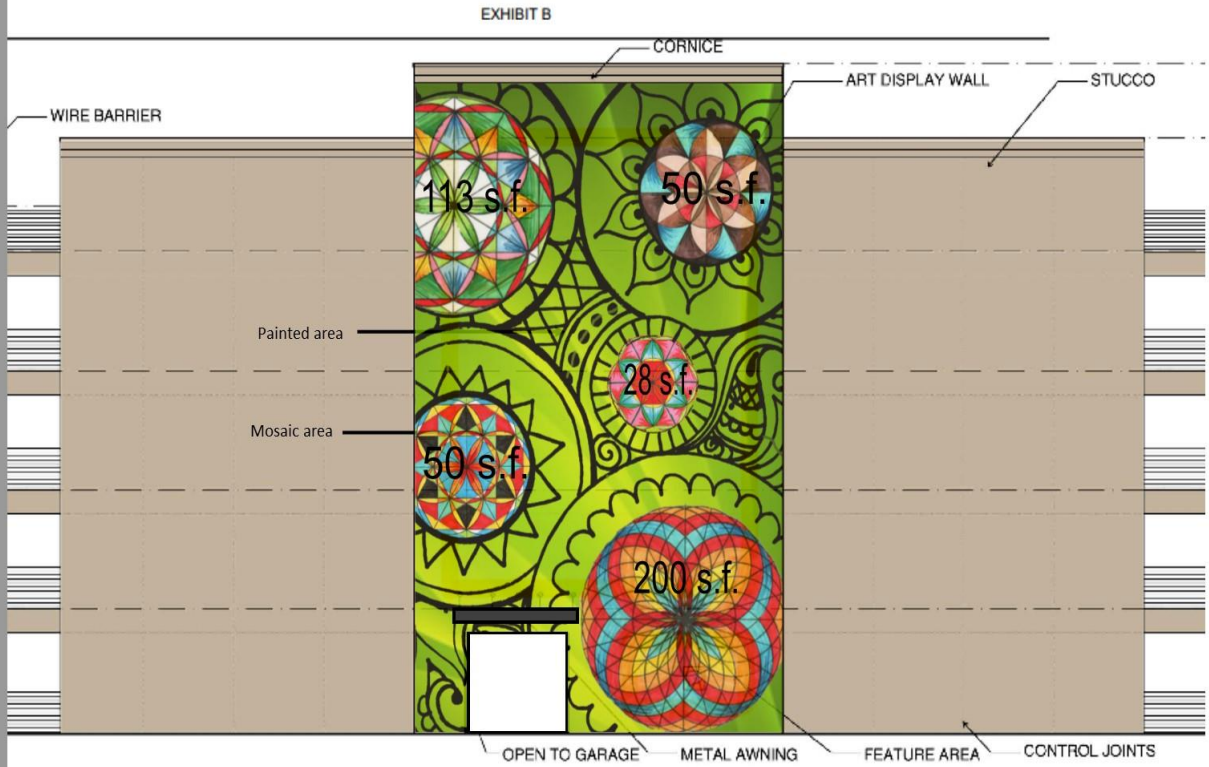 EXHIBIT B
CORNICE
ART DISPLAY WALL
STUCCO
WIRE BARRIER
113 s.f.
50 s.f.
Painted area
28 s.f.
Mosaic area
50 s.f.
200 s.f.
OPEN TO GARAGE
METAL AWNING
FEATURE AREA
CONTROL JOINTS